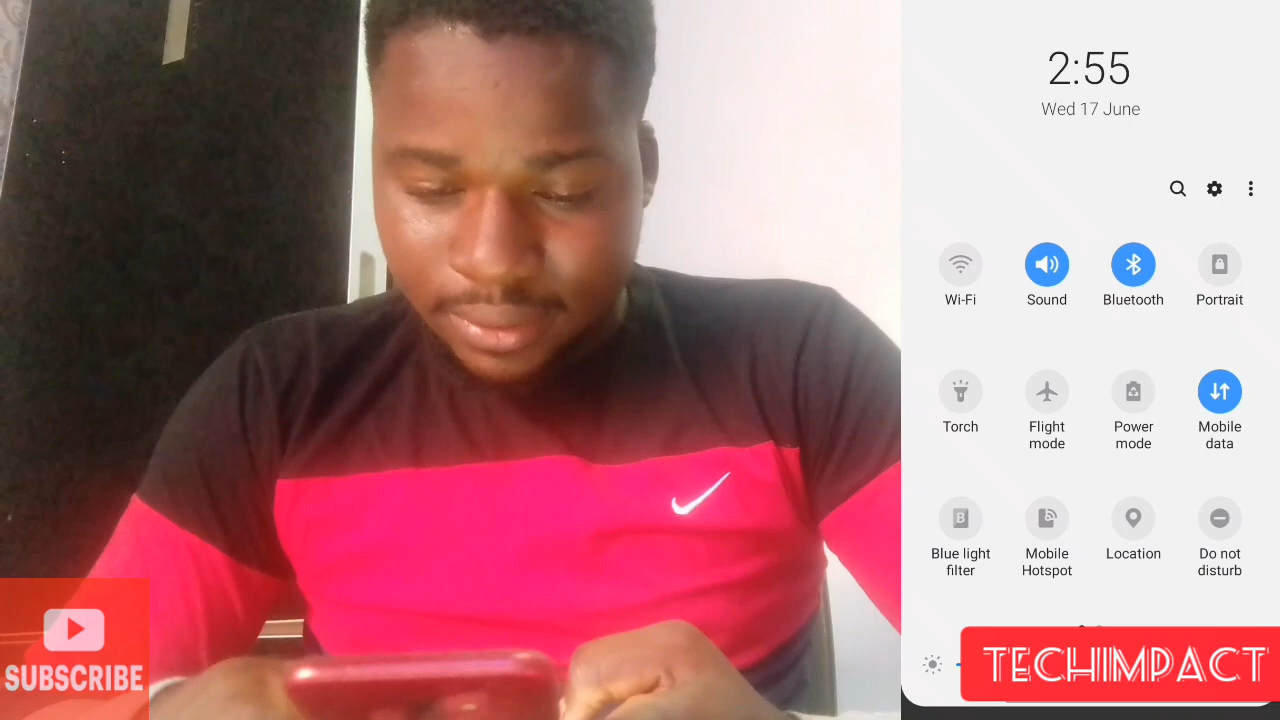 2:55
Wed 17 June
Wi-Fi
Sound
Bluetooth
Portrait
Torch
Flight
mode
Power
mode
Mobile
data
B
Blue light
filter
Mobile
Hotspot
Location
Do not
disturb
SUBSCRIBE
TECHIMPACT